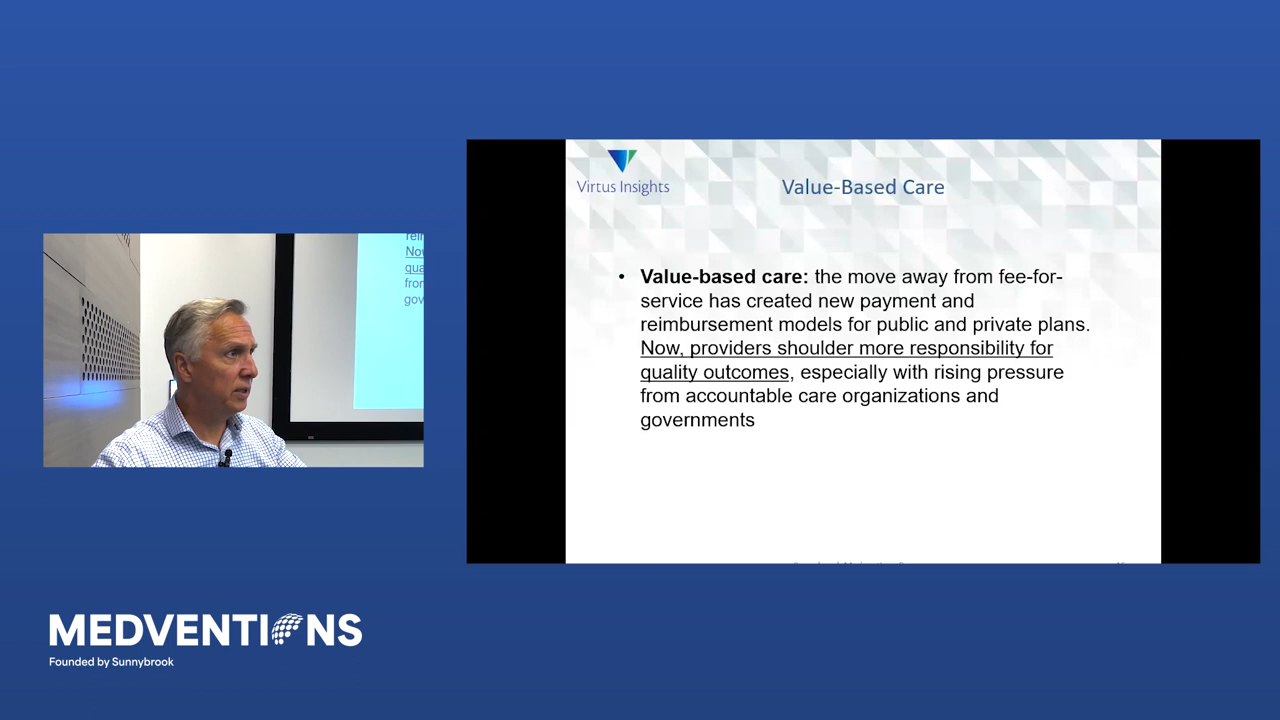 Virtus Insights
Value-Based Care
• Value-based care: the move away from fee-for-
service has created new payment and
reimbursement models for public and private plans.
Now, providers shoulder more responsibility for
quality outcomes, especially with rising pressure
from accountable care organizations and
governments
MEDVENTIONS
Founded by Sunnybrook